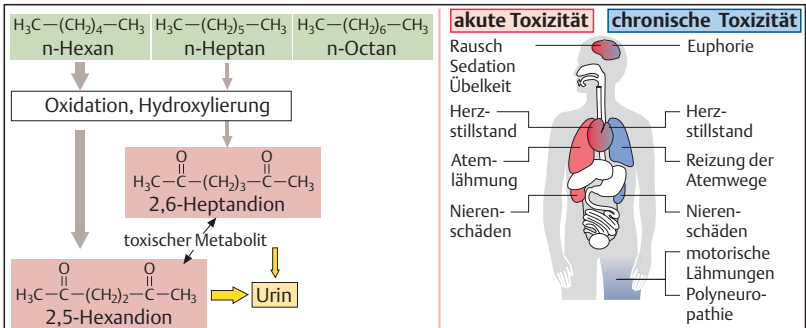 H₃C—(CH₂)₄—CH₃
n-Hexan
H₃C—(CH₂)₅—CH₃
n-Heptan
H₃C—(CH₂)₆—CH₃
n-Octan
Oxidation, Hydroxylierung
O O
H₃C—C—(CH₂)₃—C—CH₃
2,6-Heptandion
toxischer Metabolit
O O
H₃C—C—(CH₂)₂—C—CH₃
2,5-Hexandion
Urin
akute Toxizität
Rausch
Sedation
Übelkeit
Herz-
stillstand
Atem-
lähmung
Nieren-
schäden
chronische Toxizität
Euphorie
Herz-
stillstand
Reizung der
Atemwege
Nieren-
schäden
motorische
Lähmungen
Polyneuro-
pathie